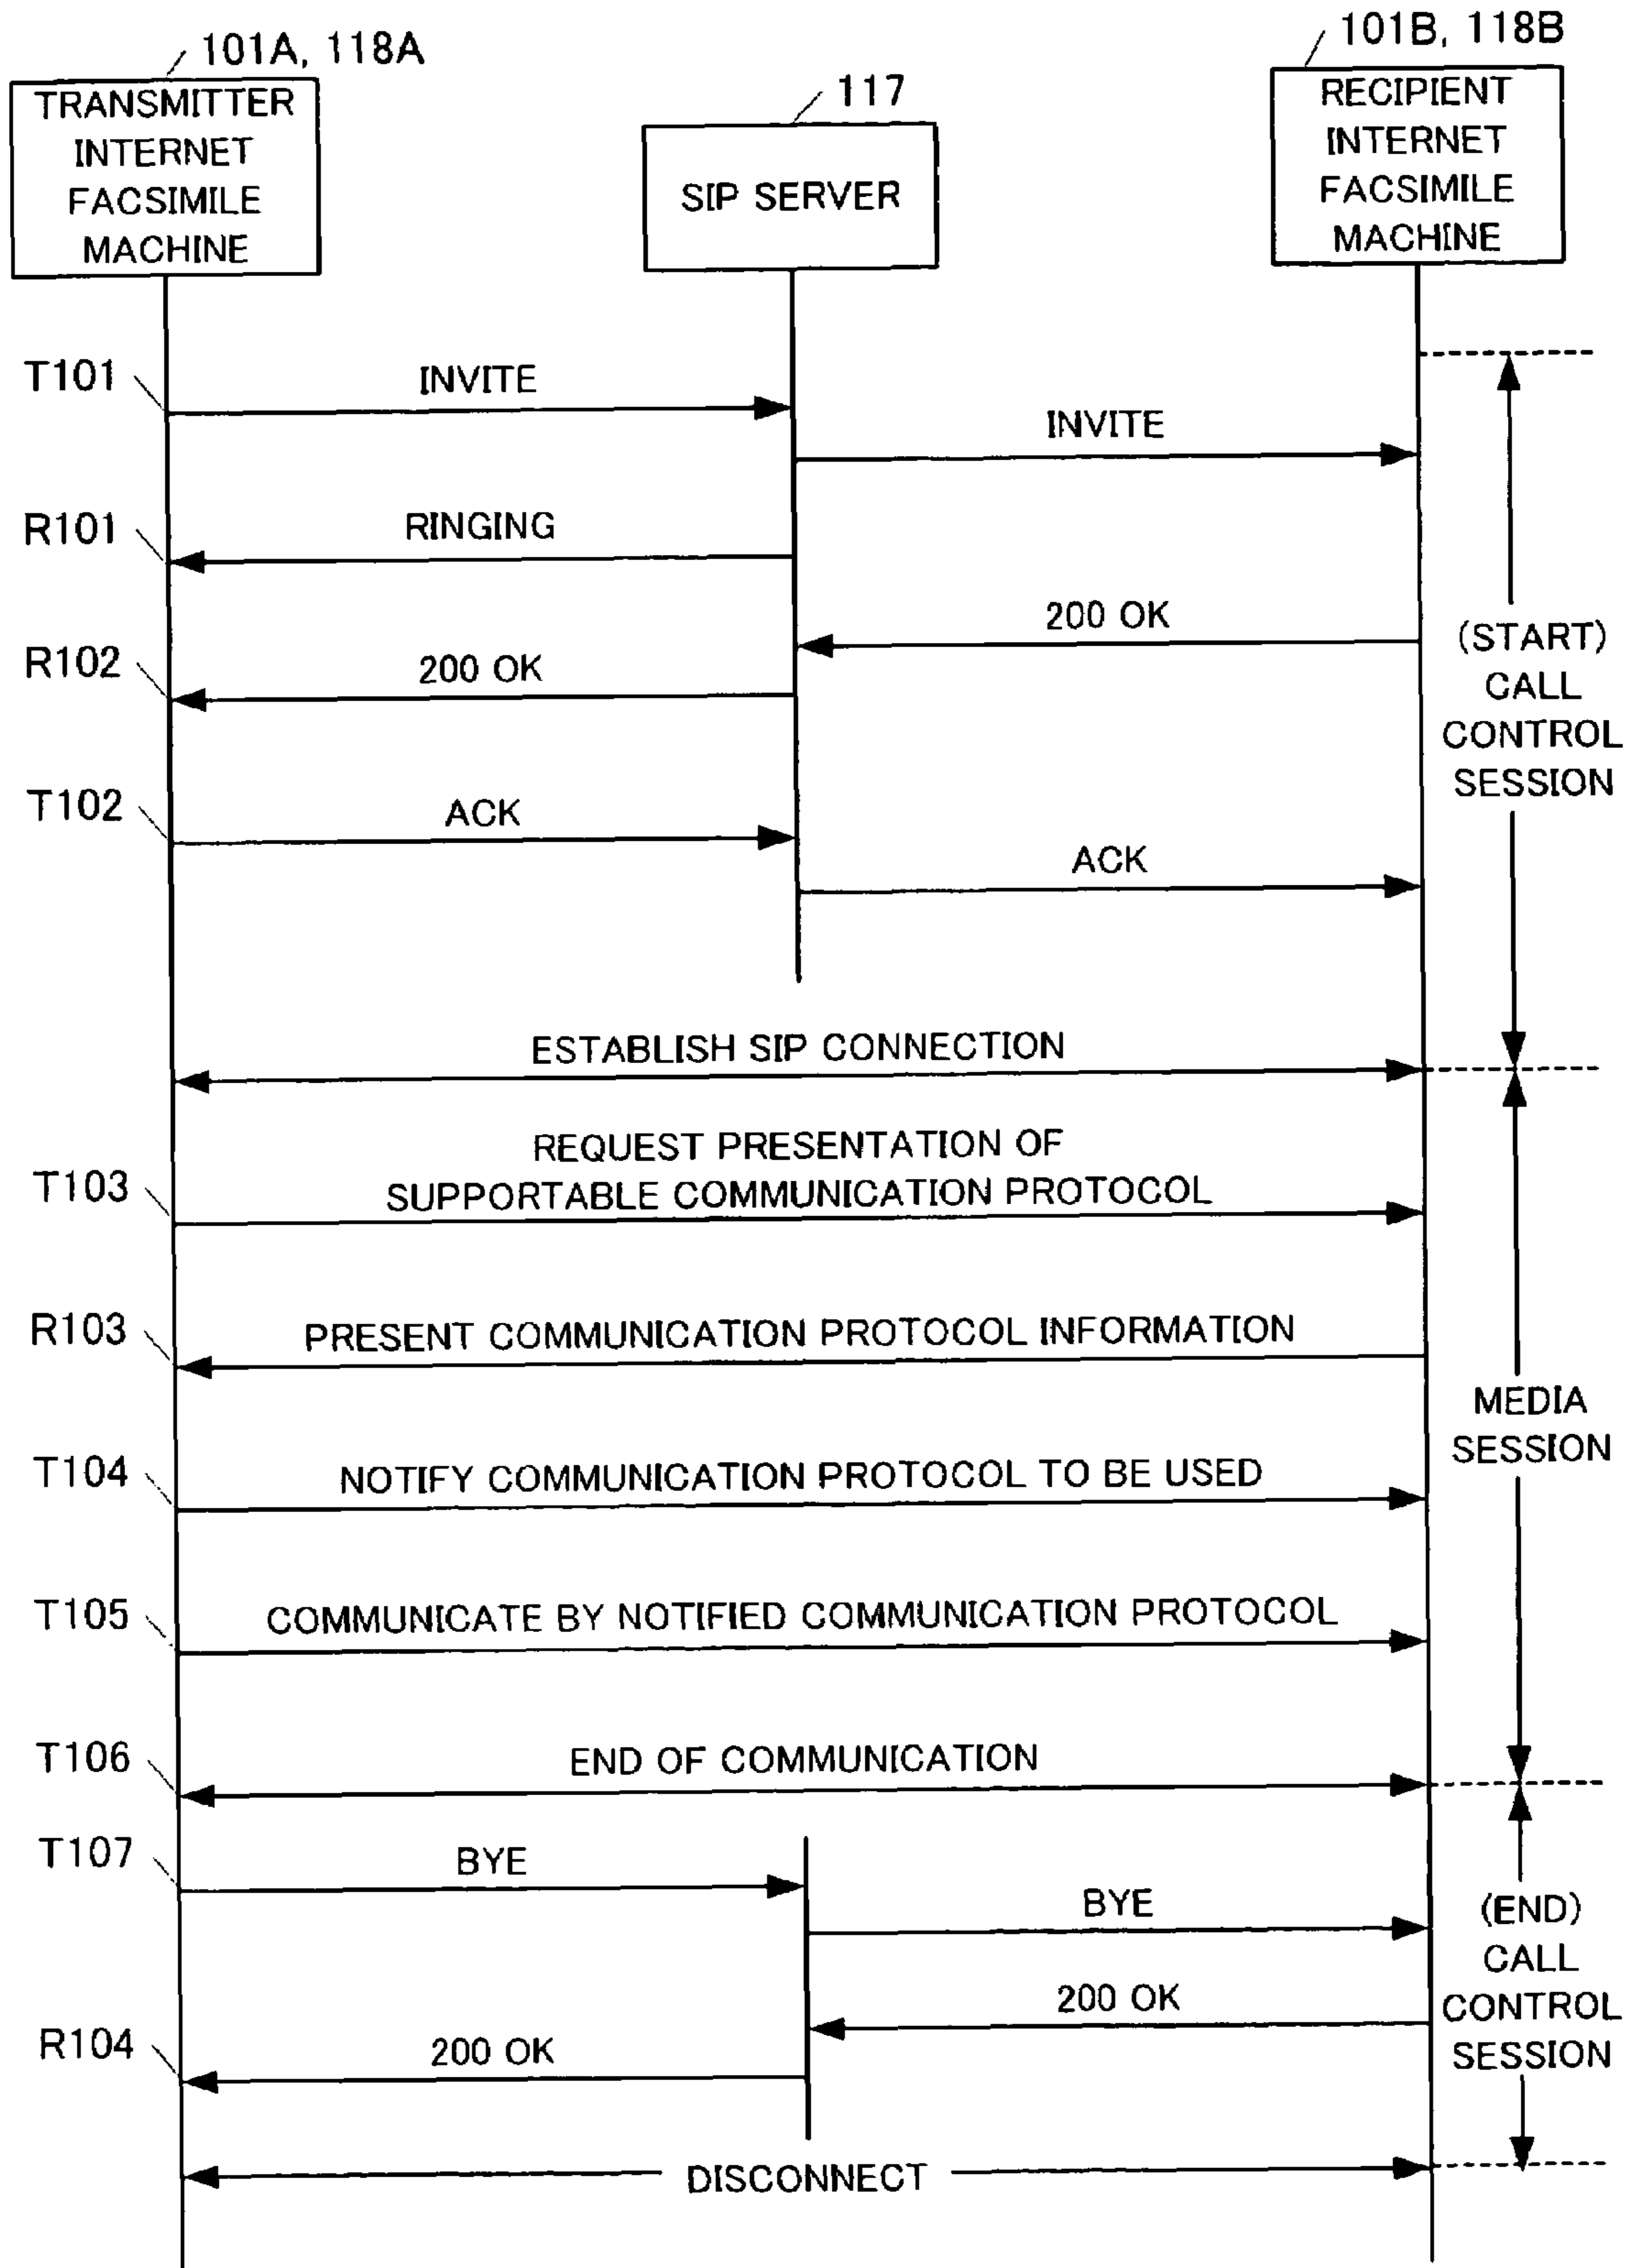 101A, 118A
101B, 118B
117
TRANSMITTER
INTERNET
FACSIMILE
MACHINE
SIP SERVER
RECIPIENT
INTERNET
FACSIMILE
MACHINE
T101
INVITE
INVITE
R101
RINGING
200 OK
R102
200 OK
(START)
CALL
CONTROL
SESSION
T102
ACK
ACK
ESTABLISH SIP CONNECTION
REQUEST PRESENTATION OF
T103
SUPPORTABLE COMMUNICATION PROTOCOL
R103
PRESENT COMMUNICATION PROTOCOL INFORMATION
MEDIA
SESSION
T104
NOTIFY COMMUNICATION PROTOCOL TO BE USED
T105
COMMUNICATE BY NOTIFIED COMMUNICATION PROTOCOL
T106
END OF COMMUNICATION
T107
BYE
BYE
(END)
CALL
CONTROL
SESSION
200 OK
R104
200 OK
DISCONNECT